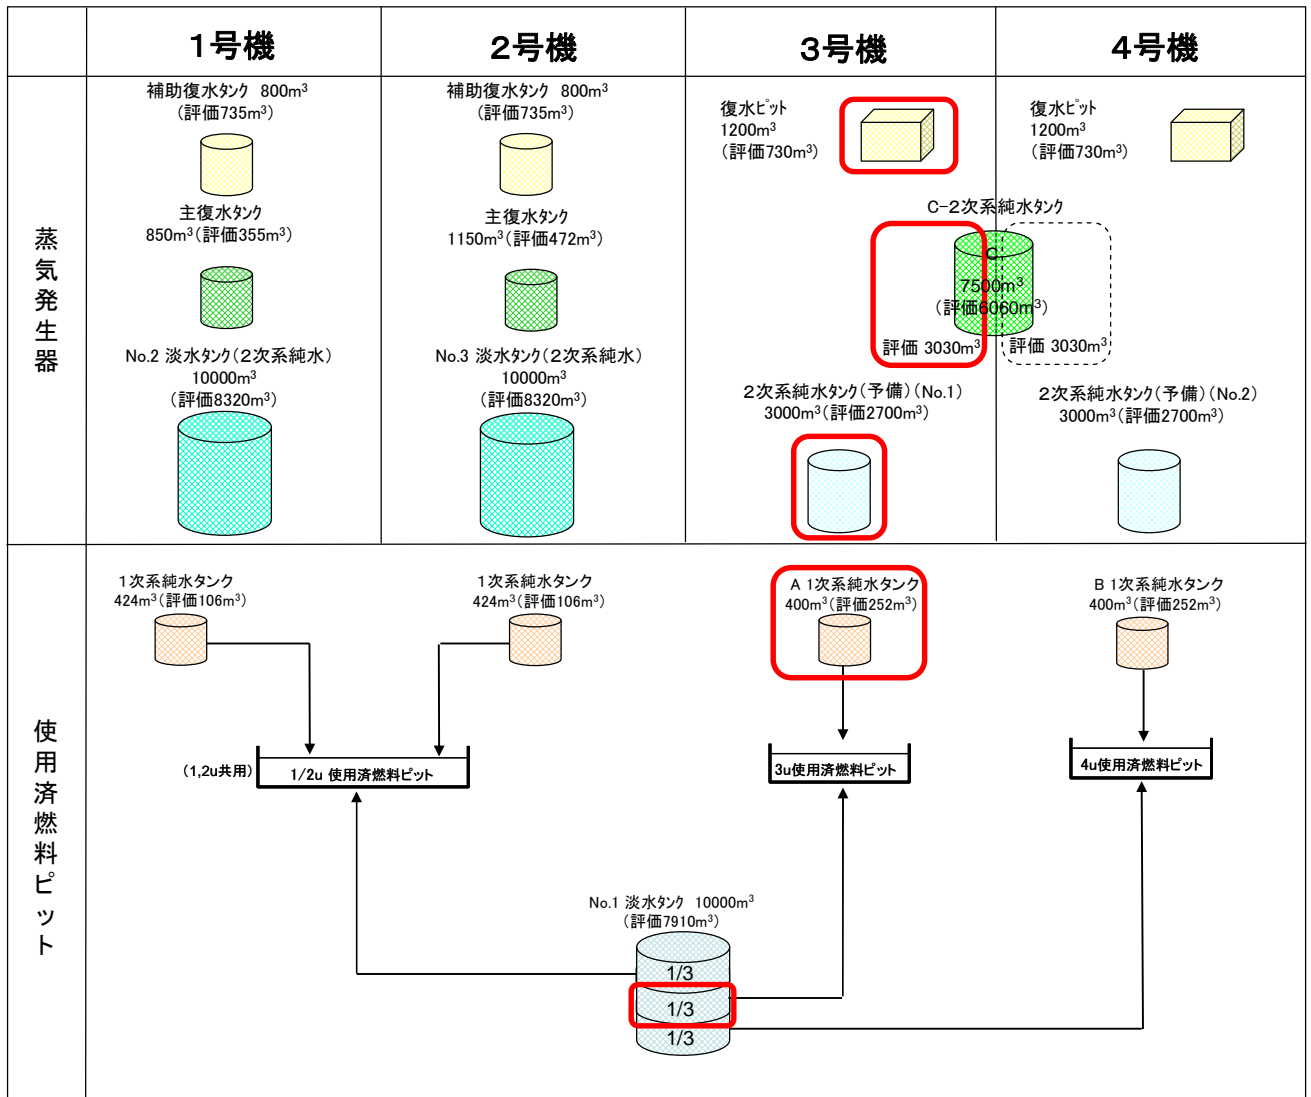 1号機
2号機
3号機
4号機
蒸気発生器
補助復水タンク 800m³
(評価735m³)
主復水タンク
850m³(評価355m³)
No.2 淡水タンク(2次系純水)
10000m³
(評価8320m³)
補助復水タンク 800m³
(評価735m³)
主復水タンク
1150m³(評価472m³)
No.3 淡水タンク(2次系純水)
10000m³
(評価8320m³)
復水ピット
1200m³
(評価730m³)
復水ピット
1200m³
(評価730m³)
C-2次系純水タンク
C
7500m³
(評価6060m³)
評価 3030m³
評価 3030m³
2次系純水タンク(予備)(No.1)
3000m³(評価2700m³)
2次系純水タンク(予備)(No.2)
3000m³(評価2700m³)
使用済燃料ピット
1次系純水タンク
424m³(評価106m³)
1次系純水タンク
424m³(評価106m³)
A 1次系純水タンク
400m³(評価252m³)
B 1次系純水タンク
400m³(評価252m³)
(1,2u共用)
1/2u 使用済燃料ピット
3u使用済燃料ピット
4u使用済燃料ピット
No.1 淡水タンク 10000m³
(評価7910m³)
1/3
1/3
1/3